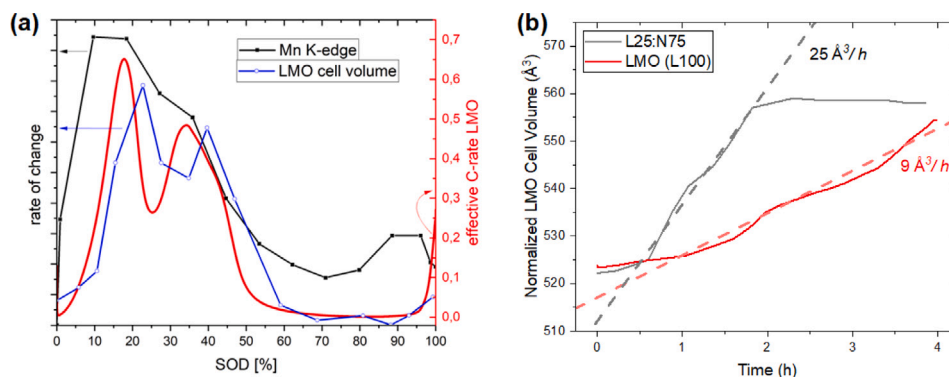 (a)
Mn K-edge
LMO cell volume
rate of change
0 10 20 30 40 50 60 70 80 90 100
SOD [%]
0,7
0,6
0,5
0,4
0,3
0,2
0,1
0,0
effective C-rate LMO
(b)
L25:N75
LMO (L100)
25 Å³/h
9 Å³/h
Normalized LMO Cell Volume (Å³)
570
560
550
540
530
520
510
0 1 2 3 4
Time (h)